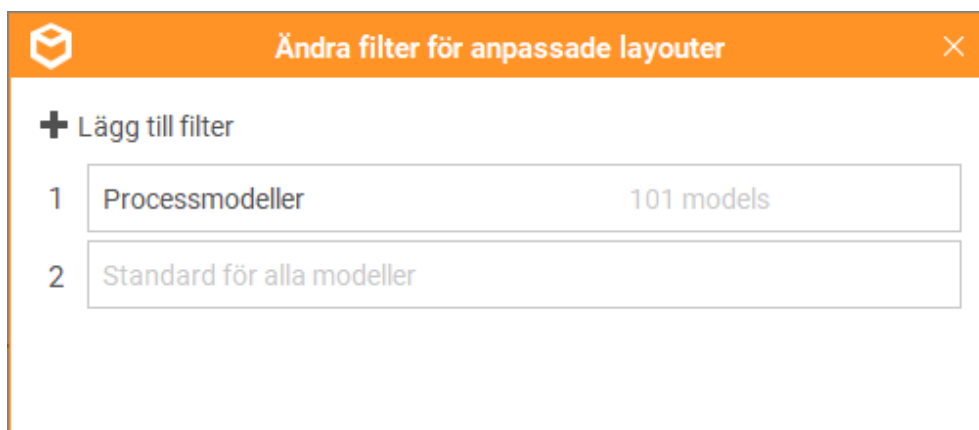 Ändra filter för anpassade layouter
Lägg till filter
1 Processmodeller 101 models
2 Standard för alla modeller